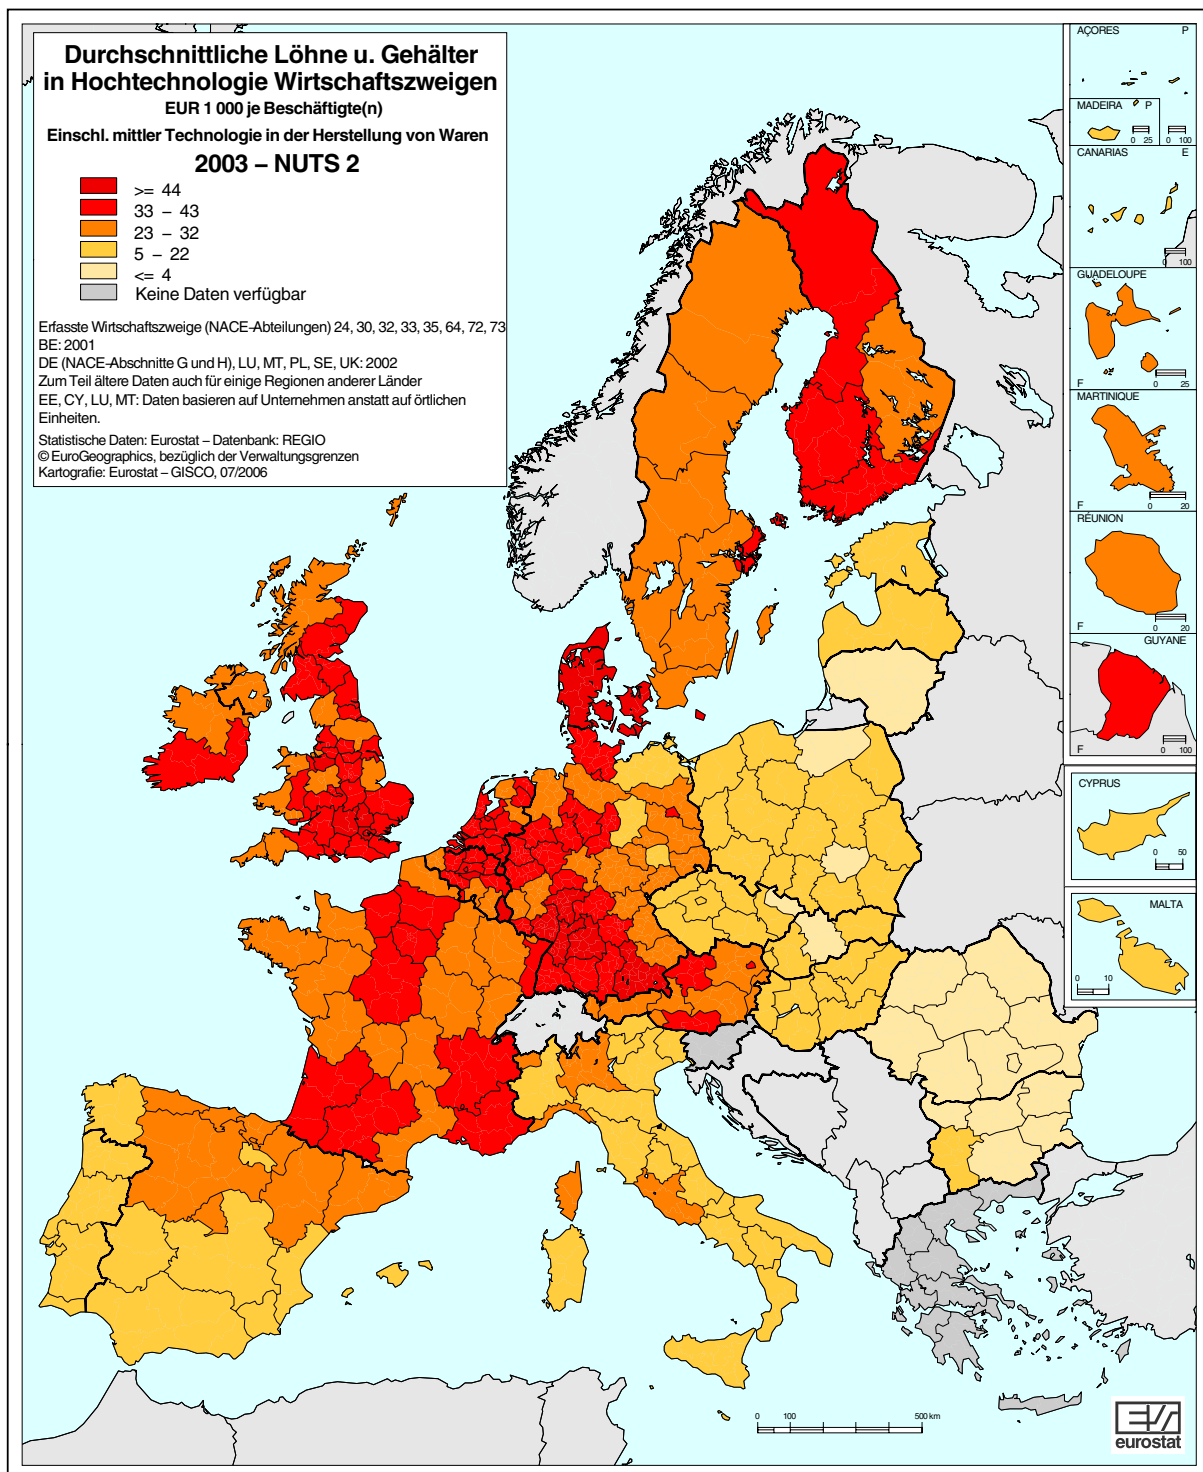 Durchschnittliche Löhne u. Gehälter
in Hochtechnologie Wirtschaftszweigen
EUR 1 000 je Beschäftigte(n)
Einschl. mittler Technologie in der Herstellung von Waren
2003 – NUTS 2
>= 44
33 – 43
23 – 32
5 – 22
<= 4
Keine Daten verfügbar
Erfasste Wirtschaftszweige (NACE-Abteilungen) 24, 30, 32, 33, 35, 64, 72, 73
BE: 2001
DE (NACE-Abschnitte G und H), LU, MT, PL, SE, UK: 2002
Zum Teil ältere Daten auch für einige Regionen anderer Länder
EE, CY, LU, MT: Daten basieren auf Unternehmen anstatt auf örtlichen
Einheiten.
Statistische Daten: Eurostat – Datenbank: REGIO
© EuroGeographics, bezüglich der Verwaltungsgrenzen
Kartografie: Eurostat – GISCO, 07/2006
AÇORES P
MADEIRA P
0 25 0 100
CANARIAS E
0 100
GUADELOUPE
F 0 25
MARTINIQUE
F 0 20
RÉUNION
F 0 20
GUYANE
F 0 100
CYPRUS
0 50
MALTA
0 10
0 100 500 km
eurostat